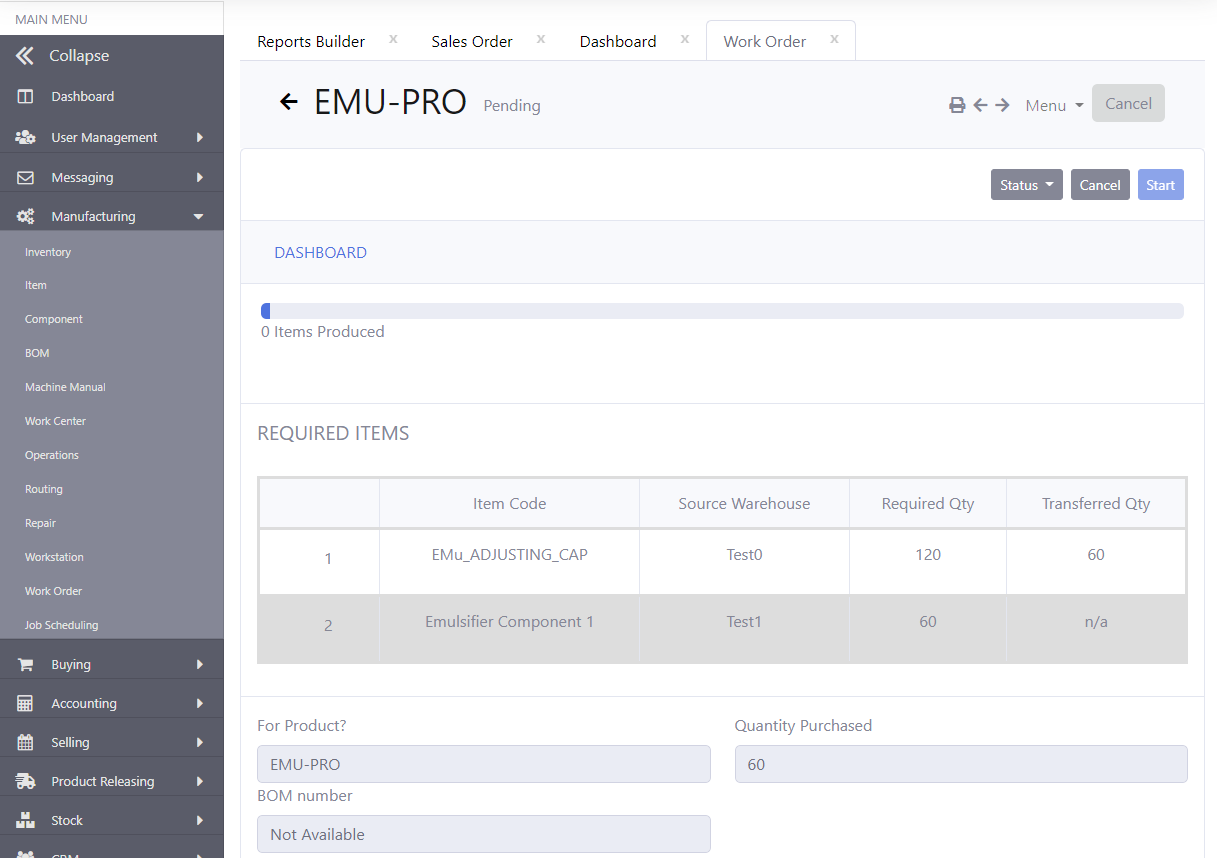 MAIN MENU
Collapse
Dashboard
User Management
Messaging
Manufacturing
Inventory
Item
Component
BOM
Machine Manual
Work Center
Operations
Routing
Repair
Workstation
Work Order
Job Scheduling
Buying
Accounting
Selling
Product Releasing
Stock
CRM
Reports Builder x Sales Order x Dashboard x Work Order x
EMU-PRO Pending Menu Cancel
Status Cancel Start
DASHBOARD
0 Items Produced
REQUIRED ITEMS
Item Code Source Warehouse Required Qty Transferred Qty
1 EMu_ADJUSTING_CAP Test0 120 60
2 Emulsifier Component 1 Test1 60 n/a
For Product? Quantity Purchased
EMU-PRO 60
BOM number
Not Available